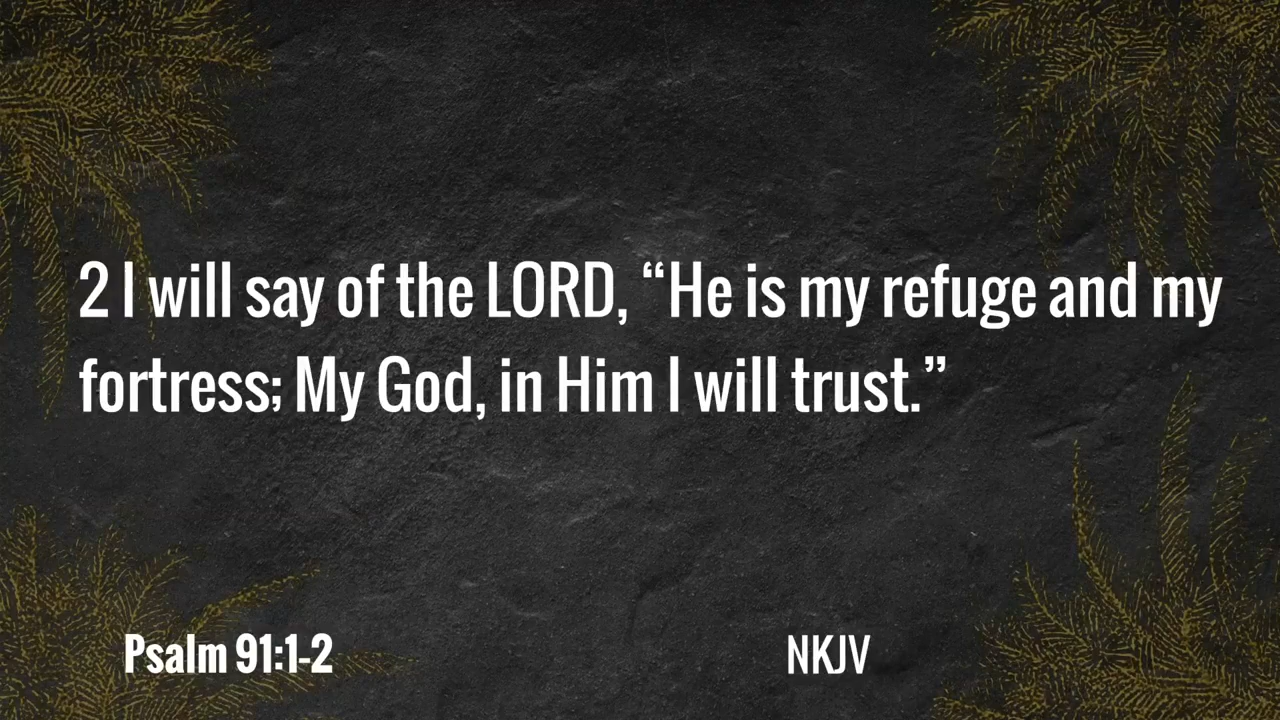 2 I will say of the LORD, “He is my refuge and my
fortress; My God, in Him I will trust.”
Psalm 91:1-2
NKJV